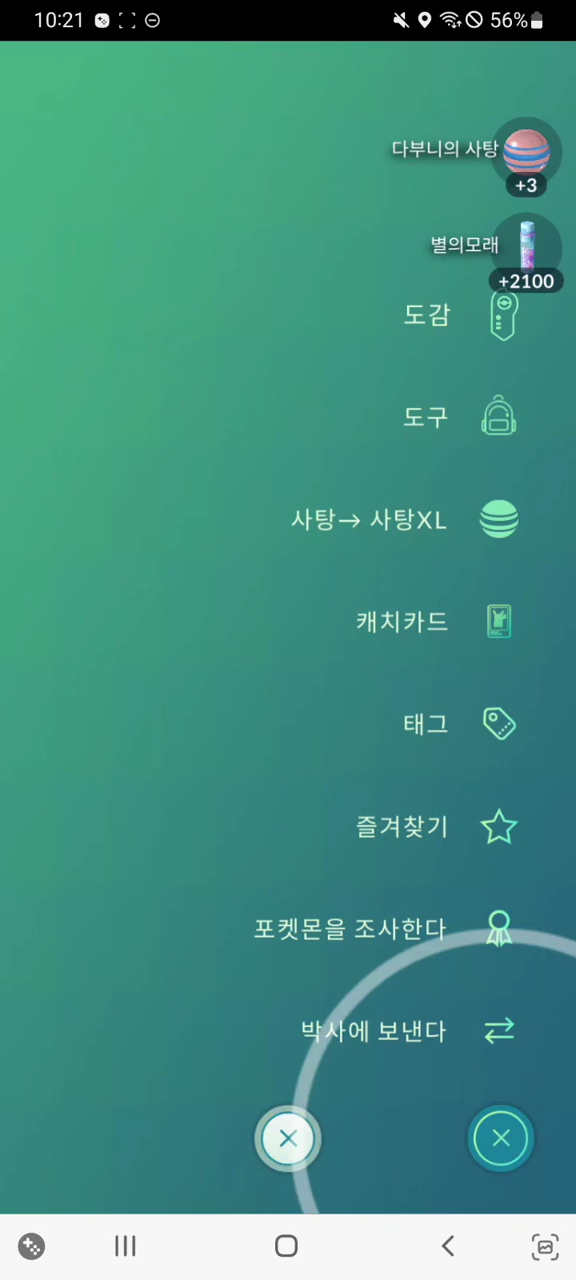 10:21 56%
다부니의 사탕
+3
별의모래
+2100
도감
도구
사탕→ 사탕XL
캐치카드
태그
즐겨찾기
포켓몬을 조사한다
박사에 보낸다